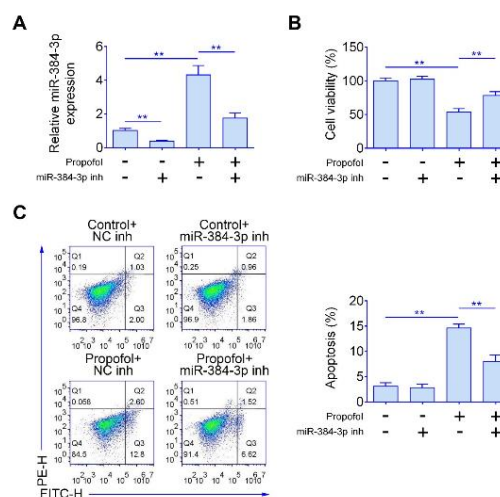 A
Relative miR-384-3p
expression
6
4
2
0
**
**
**
Propofol - - + +
miR-384-3p inh - + - +
B
Cell viability (%)
150
100
50
0
**
**
Propofol - - + +
miR-384-3p inh - + - +
C
Control+
NC inh
Q1
0.19
Q2
1.03
Q4
96.8
Q3
2.00
Control+
miR-384-3p inh
Q1
0.25
Q2
0.96
Q4
96.9
Q3
1.86
Propofol+
NC inh
Q1
0.056
Q2
2.60
Q4
84.5
Q3
12.8
Propofol+
miR-384-3p inh
Q1
0.51
Q2
1.52
Q4
91.4
Q3
6.62
PE-H
FITC-H
Apoptosis (%)
20
15
10
5
0
**
**
Propofol - - + +
miR-384-3p inh - + - +